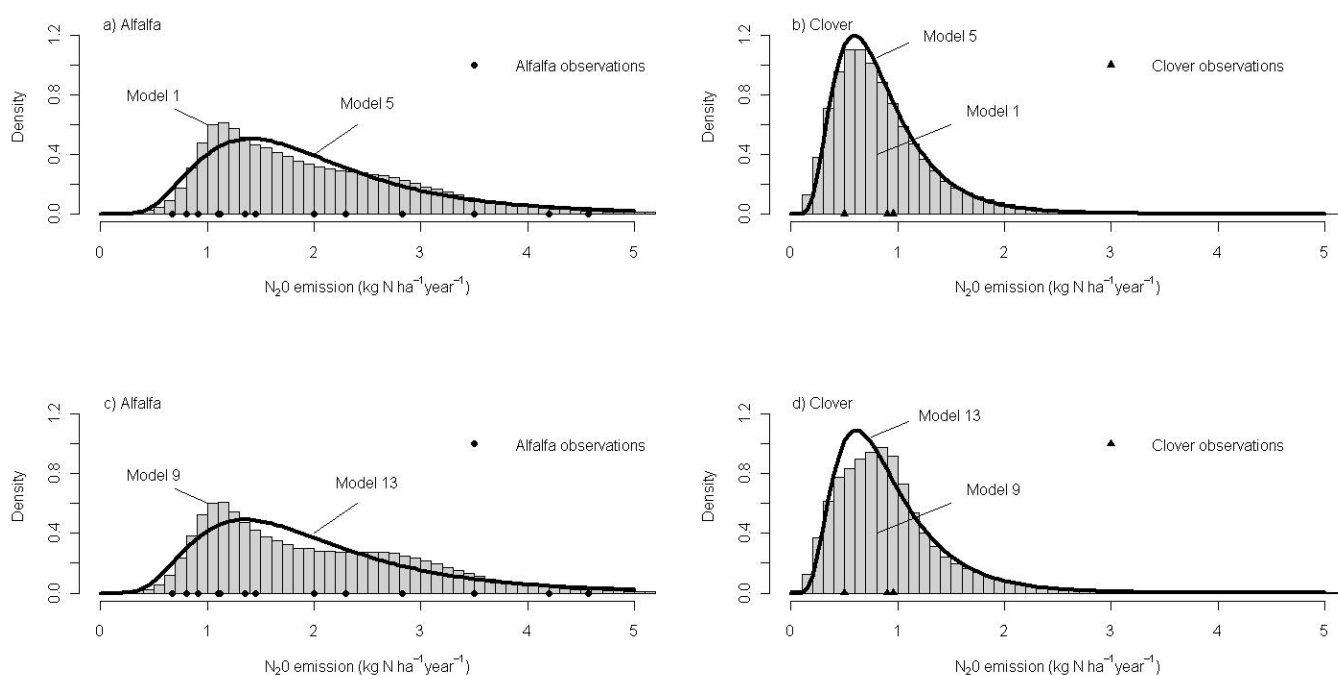 a) Alfalfa
Alfalfa observations
Model 1
Model 5
Density
0.0 0.4 0.8 1.2
0 1 2 3 4 5
N₂0 emission (kg N ha⁻¹year⁻¹)
b) Clover
Model 5
Clover observations
Model 1
Density
0.0 0.4 0.8 1.2
0 1 2 3 4 5
N₂0 emission (kg N ha⁻¹year⁻¹)
c) Alfalfa
Alfalfa observations
Model 9
Model 13
Density
0.0 0.4 0.8 1.2
0 1 2 3 4 5
N₂0 emission (kg N ha⁻¹year⁻¹)
d) Clover
Model 13
Clover observations
Model 9
Density
0.0 0.4 0.8 1.2
0 1 2 3 4 5
N₂0 emission (kg N ha⁻¹year⁻¹)